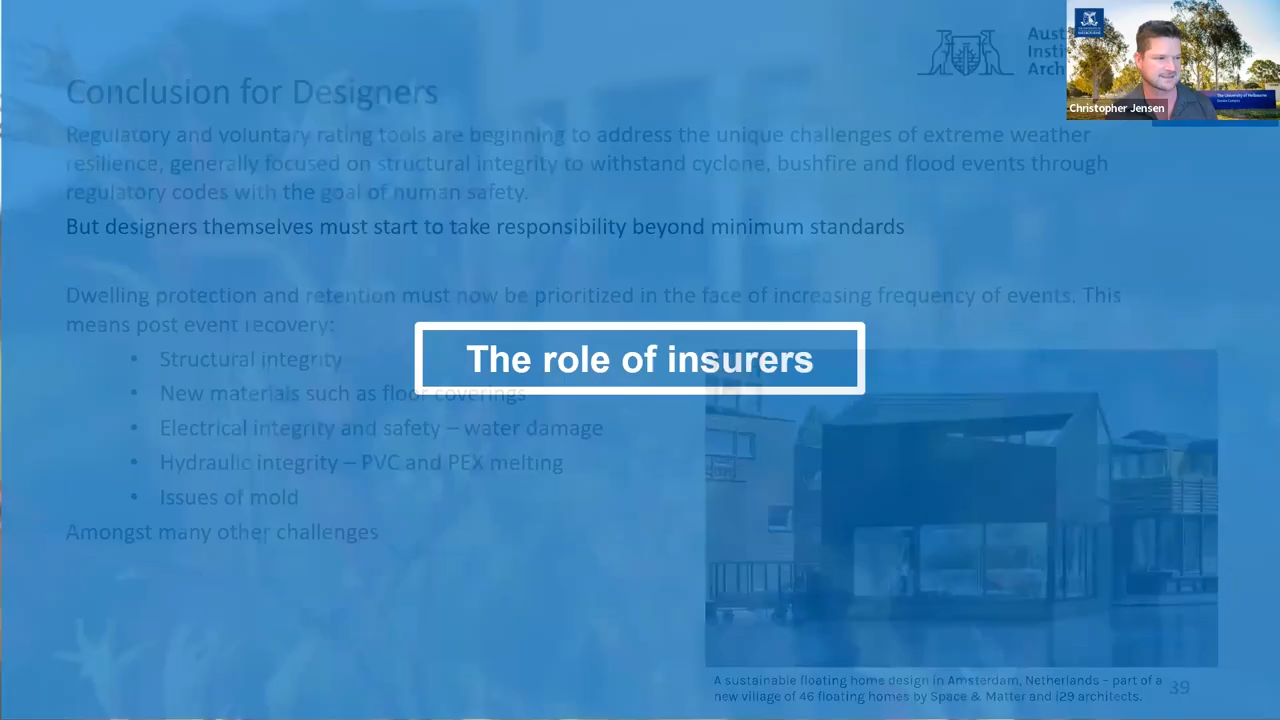 Conclusion for Designers
Aust
Insti
Arch
Christopher Jensen
Regulatory and voluntary rating tools are beginning to address the unique challenges of extreme weather
resilience, generally focused on structural integrity to withstand cyclone, bushfire and flood events through
regulatory codes with the goal of human safety.
But designers themselves must start to take responsibility beyond minimum standards
Dwelling protection and retention must now be prioritized in the face of increasing frequency of events. This
means post event recovery:
The role of insurers
• Structural integrity
• New materials such as floor coverings
• Electrical integrity and safety – water damage
• Hydraulic integrity – PVC and PEX melting
• Issues of mold
Amongst many other challenges
A sustainable floating home design in Amsterdam, Netherlands – part of a
new village of 46 floating homes by Space & Matter and i29 architects.
39